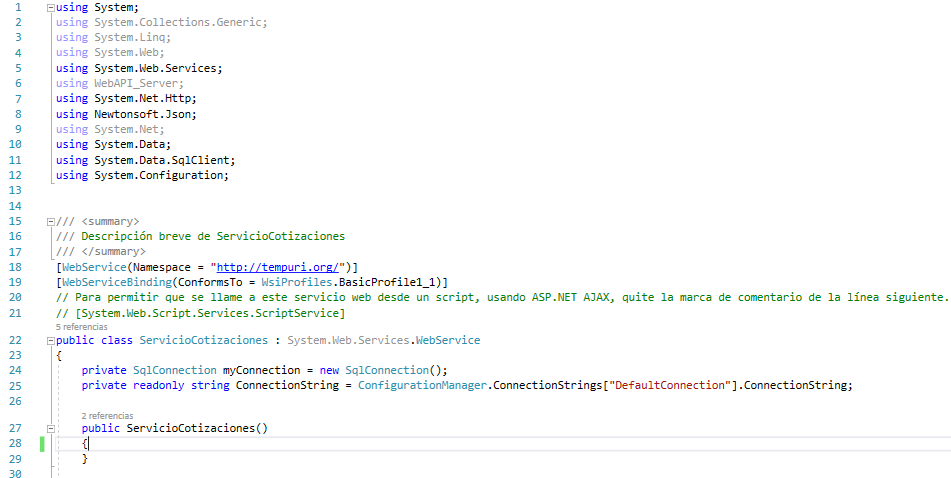 1 using System;
2 using System.Collections.Generic;
3 using System.Linq;
4 using System.Web;
5 using System.Web.Services;
6 using WebAPI_Server;
7 using System.Net.Http;
8 using Newtonsoft.Json;
9 using System.Net;
10 using System.Data;
11 using System.Data.SqlClient;
12 using System.Configuration;
13
14
15 /// <summary>
16 /// Descripción breve de ServicioCotizaciones
17 /// </summary>
18 [WebService(Namespace = "http://tempuri.org/")]
19 [WebServiceBinding(ConformsTo = WsiProfiles.BasicProfile1_1)]
20 // Para permitir que se llame a este servicio web desde un script, usando ASP.NET AJAX, quite la marca de comentario de la línea siguiente.
21 // [System.Web.Script.Services.ScriptService]
5 referencias
22 public class ServicioCotizaciones : System.Web.Services.WebService
23 {
24 private SqlConnection myConnection = new SqlConnection();
25 private readonly string ConnectionString = ConfigurationManager.ConnectionStrings["DefaultConnection"].ConnectionString;
26
2 referencias
27 public ServicioCotizaciones()
28 {
29 }
30